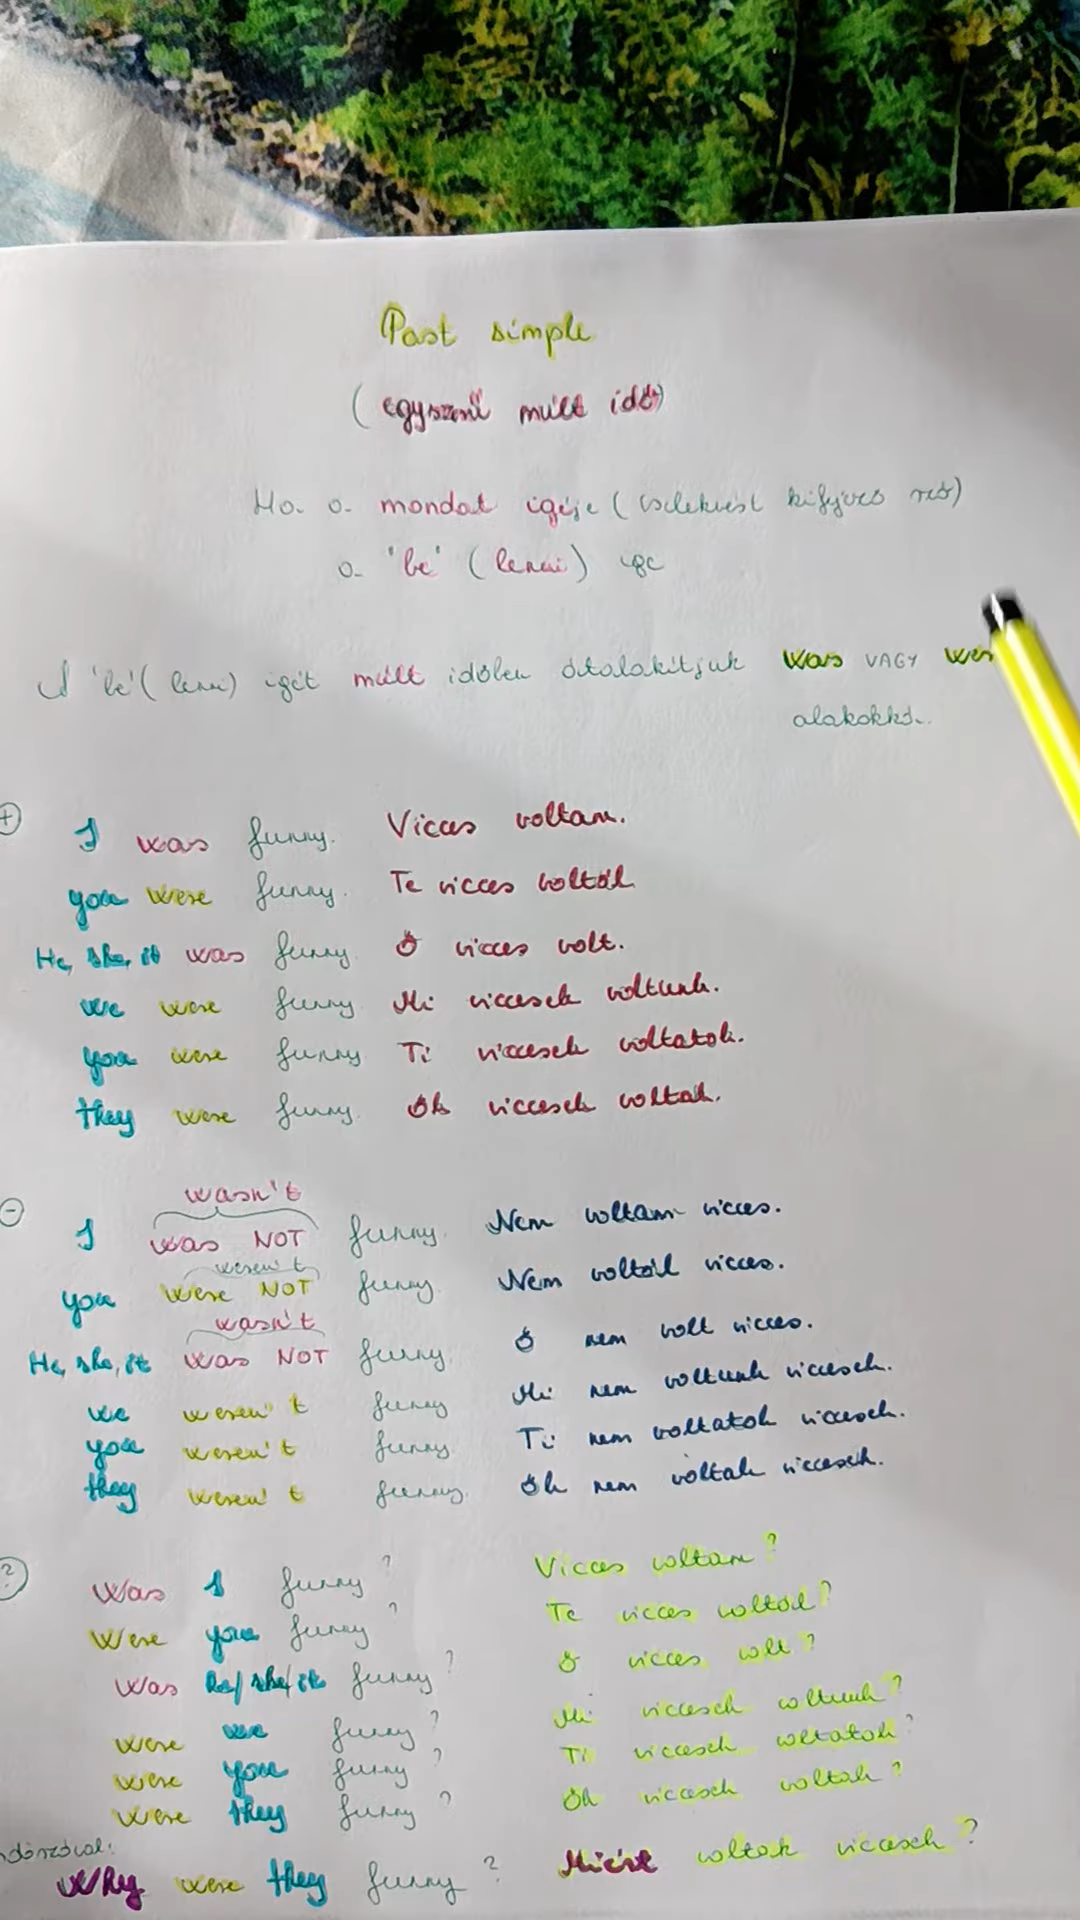 Past simple
(egyszerű múlt idő)
Ha a mondat igéje (cselekvést kifejező szó)
a 'be' (lenni) ige
A 'be' (lenni) igét múlt időben átalakítjuk was VAGY
alakokká.
+ I was funny. Vicces voltam.
you were funny. Te vicces voltál.
He, she, it was funny. Ő vicces volt.
we were funny. Mi viccesek voltunk.
you were funny Ti viccesek voltatok.
they were funny. Ők viccesek voltak.
wasn't
- I was NOT funny. Nem voltam vicces.
weren't
you were NOT funny. Nem voltál vicces.
wasn't
He, she, it was NOT funny. Ő nem volt vicces.
we weren't funny Mi nem voltunk viccesek.
you weren't funny. Ti nem voltatok viccesek.
they weren't funny. Ők nem voltak viccesek.
? Was I funny? Vicces voltam?
Were you funny? Te vicces voltál?
Was he/she/it funny? Ő vicces volt?
were we funny? Mi viccesek voltunk?
were you funny? Ti viccesek voltatok?
were they funny? Ők viccesek voltak?
Why were they funny? Miért voltak viccesek?